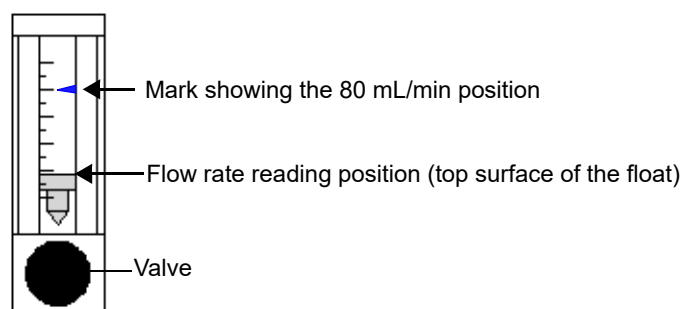 Mark showing the 80 mL/min position
Flow rate reading position (top surface of the float)
Valve